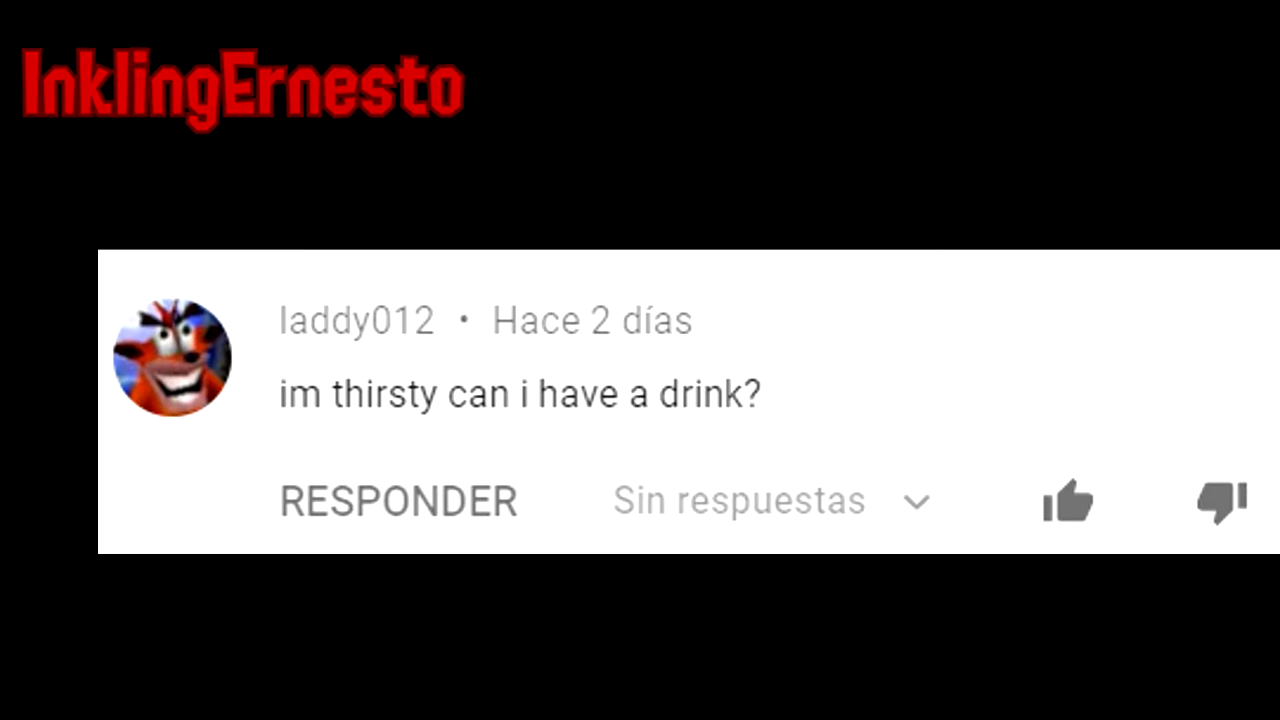 InklingErnesto
laddy012 • Hace 2 días
im thirsty can i have a drink?
RESPONDER Sin respuestas